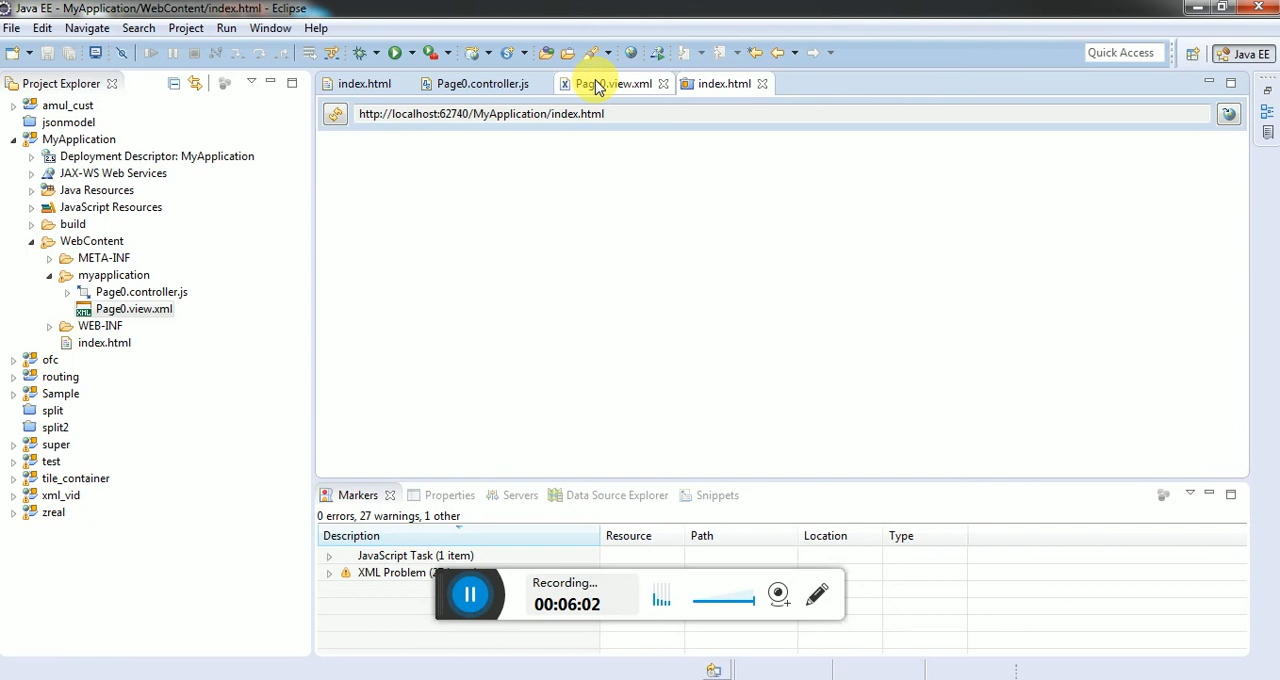 Java EE - MyApplication/WebContent/index.html - Eclipse
File Edit Navigate Search Project Run Window Help
Quick Access
Java EE
Project Explorer
index.html
Page0.controller.js
Page0.view.xml
index.html
http://localhost:62740/MyApplication/index.html
amul_cust
jsonmodel
MyApplication
Deployment Descriptor: MyApplication
JAX-WS Web Services
Java Resources
JavaScript Resources
build
WebContent
META-INF
myapplication
Page0.controller.js
Page0.view.xml
WEB-INF
index.html
ofc
routing
Sample
split
split2
super
test
tile_container
xml_vid
zreal
Markers Properties Servers Data Source Explorer Snippets
0 errors, 27 warnings, 1 other
Description Resource Path Location Type
JavaScript Task (1 item)
XML Problem
Recording...
00:06:02